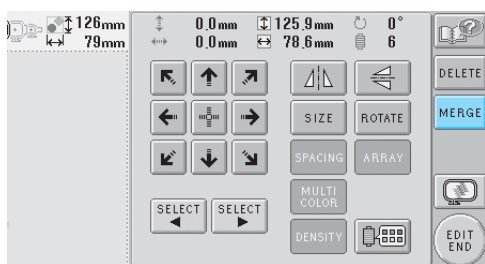 126mm
79mm
0.0mm 125.9mm 0°
0.0mm 78.6mm 6
DELETE
SIZE ROTATE MERGE
SPACING ARRAY
MULTI
COLOR
SELECT SELECT
DENSITY
EDIT
END